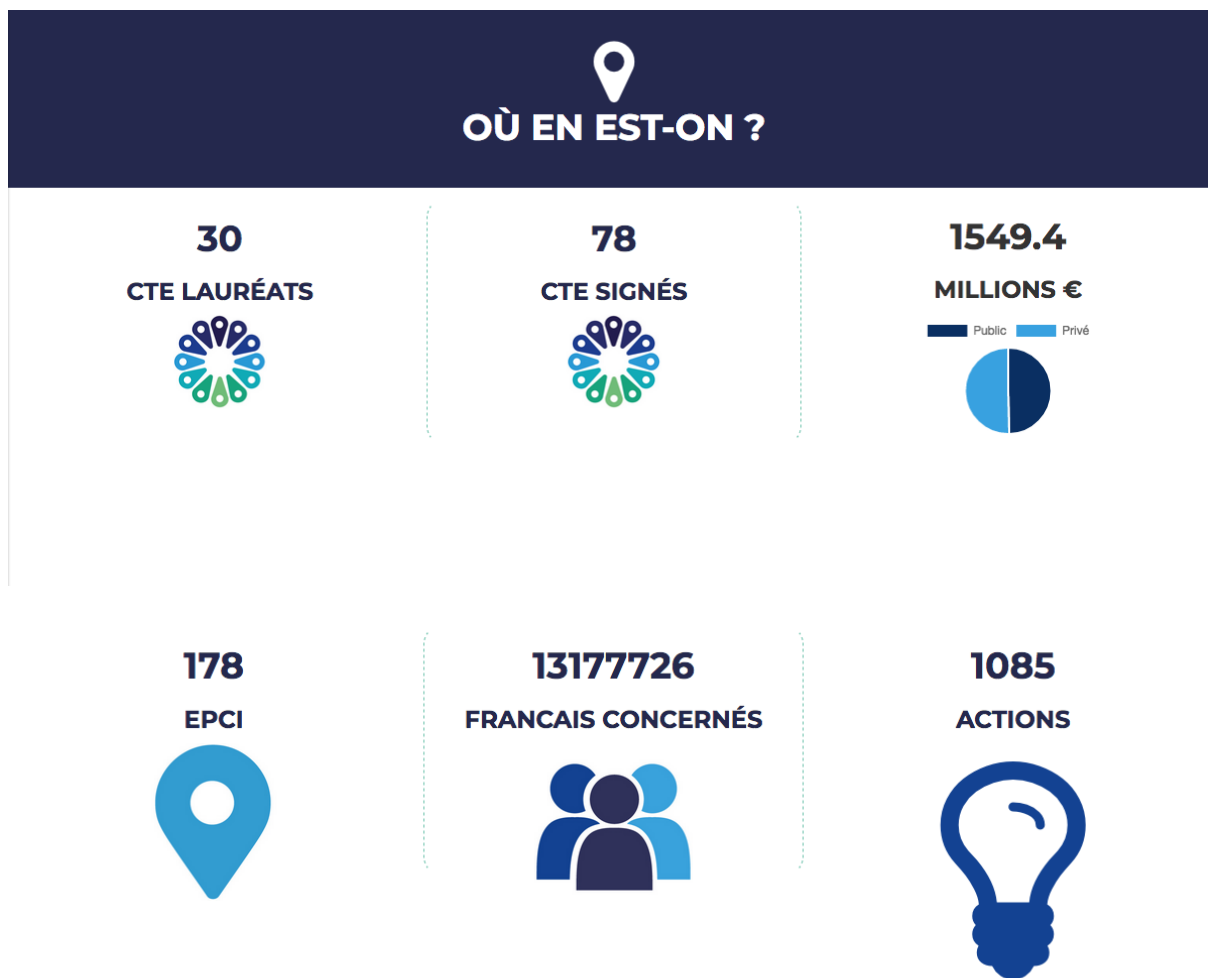 OÙ EN EST-ON ?
30
CTE LAURÉATS
78
CTE SIGNÉS
1549.4
MILLIONS €
Public Privé
178
EPCI
13177726
FRANCAIS CONCERNÉS
1085
ACTIONS